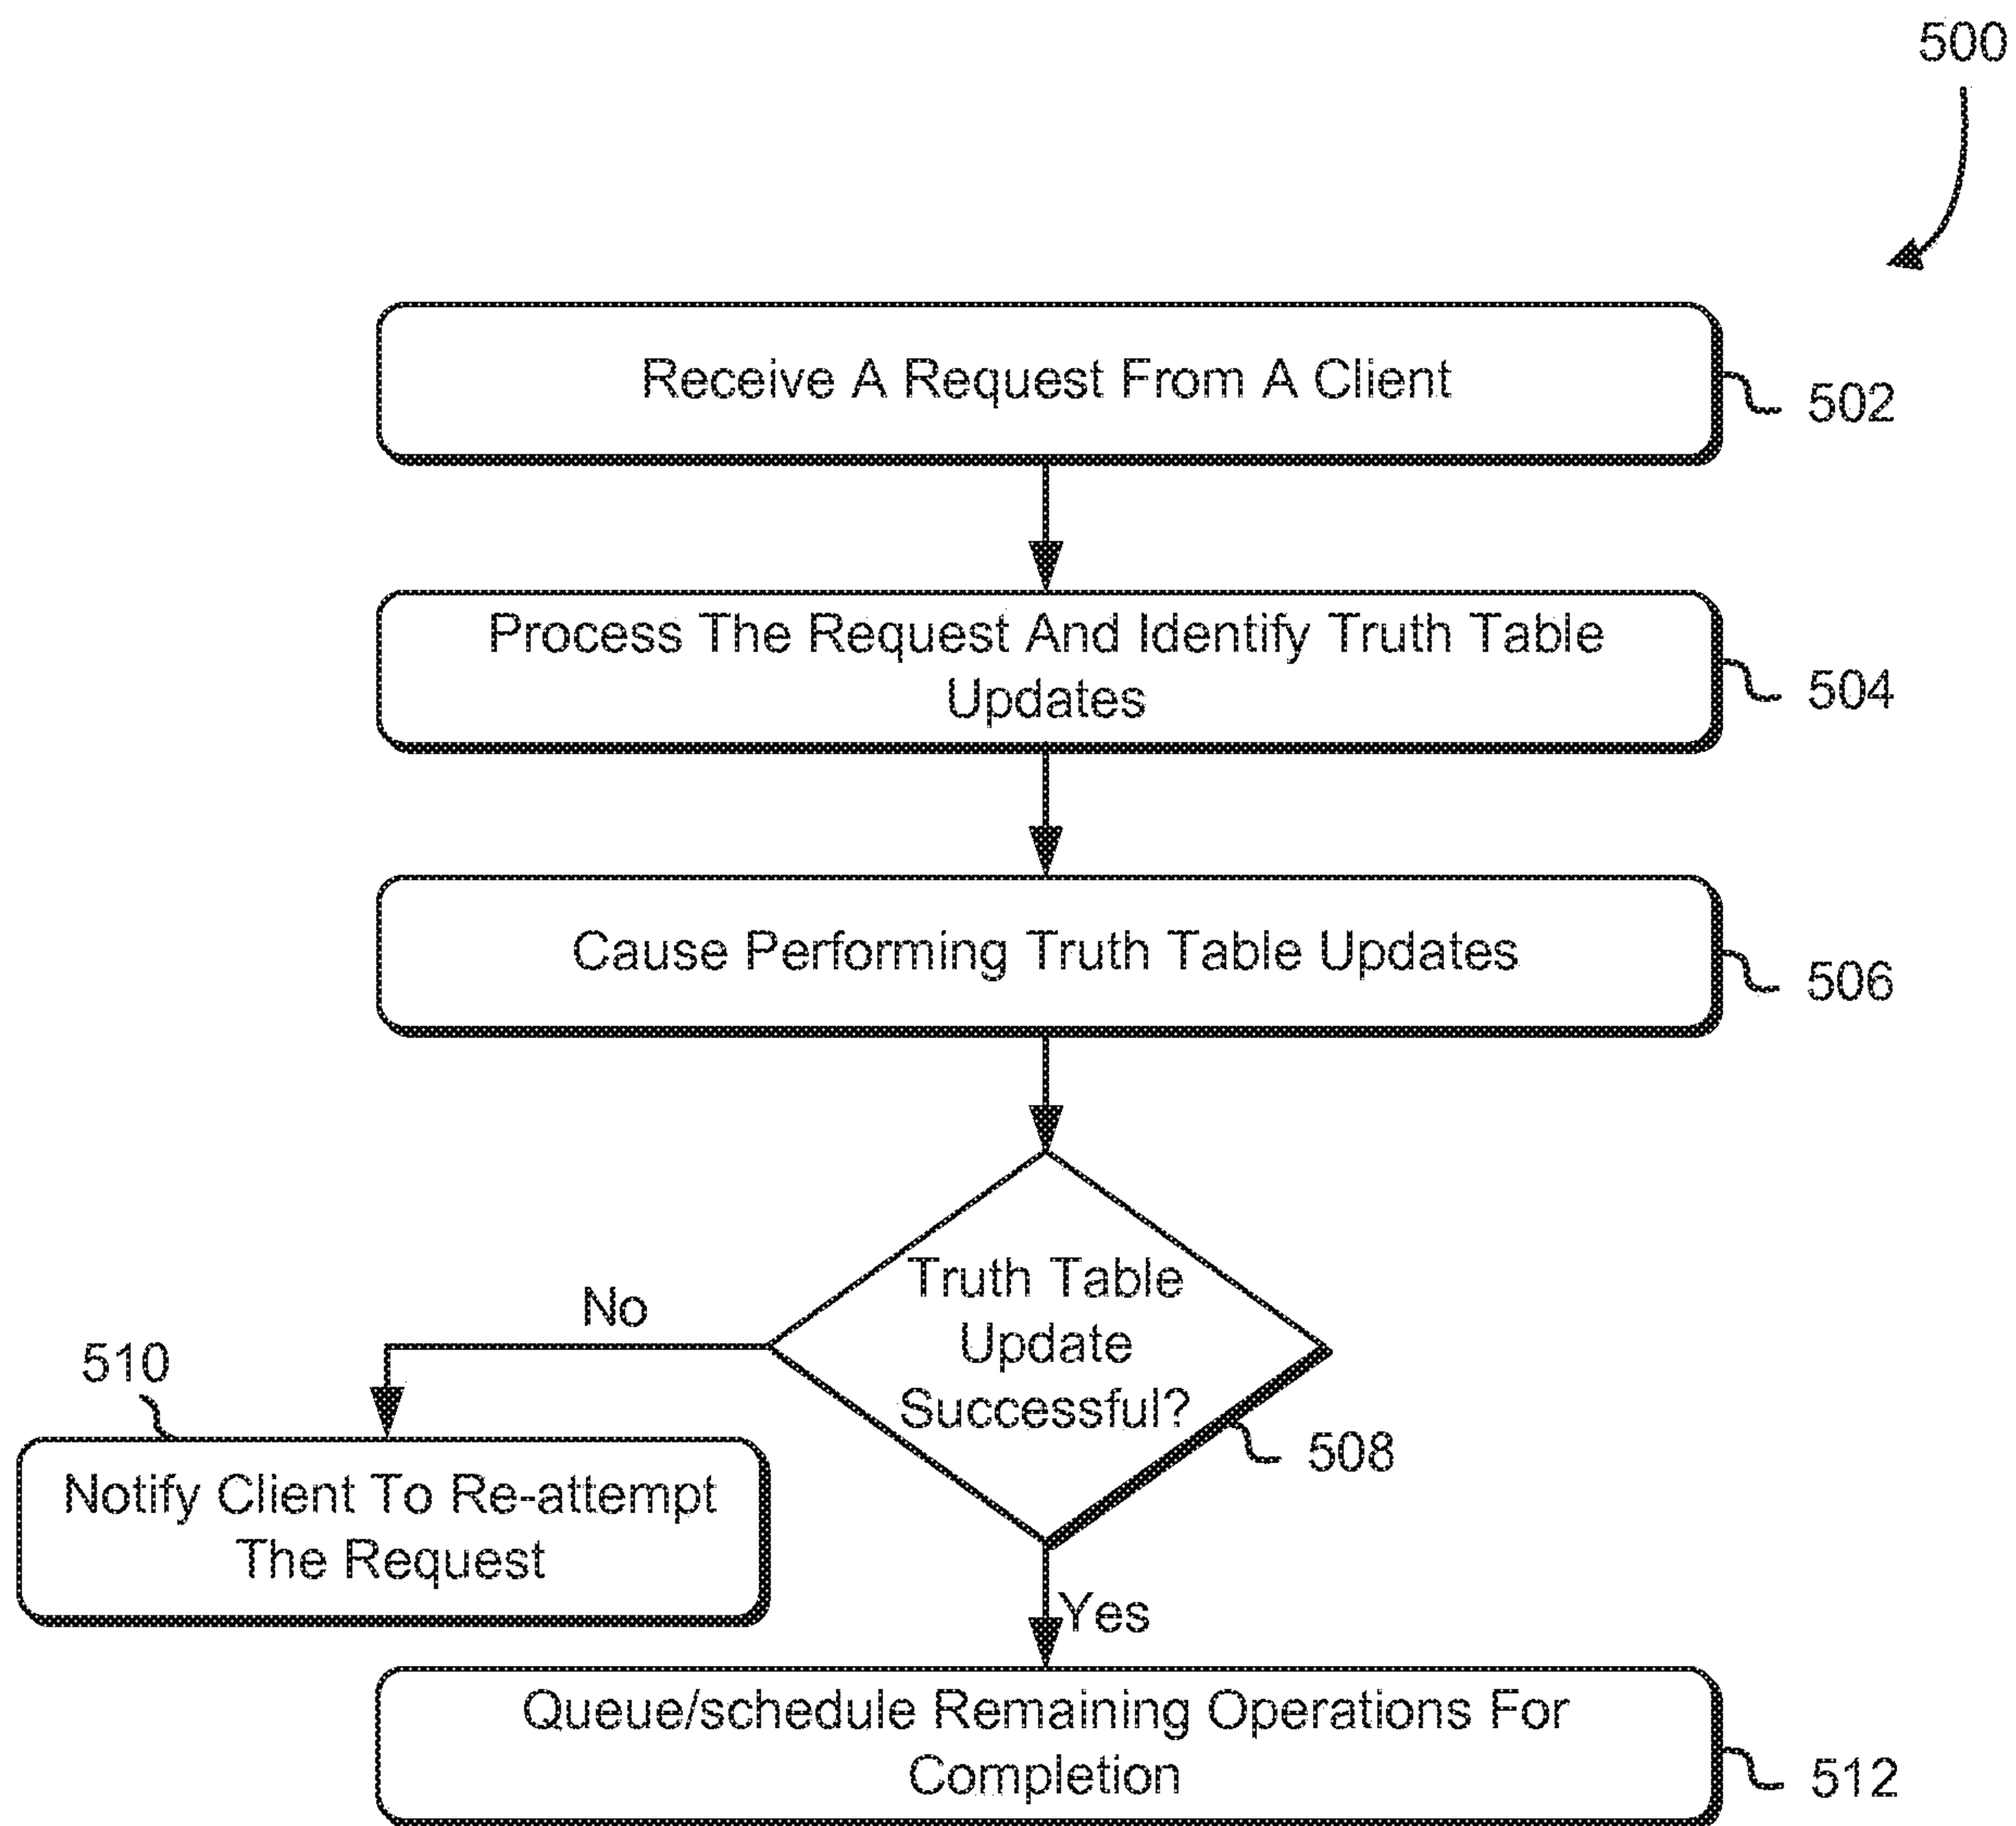 500
Receive A Request From A Client
502
Process The Request And Identify Truth Table
Updates
504
Cause Performing Truth Table Updates
506
Truth Table
Update
Successful?
508
No
510
Notify Client To Re-attempt
The Request
Yes
Queue/schedule Remaining Operations For
Completion
512